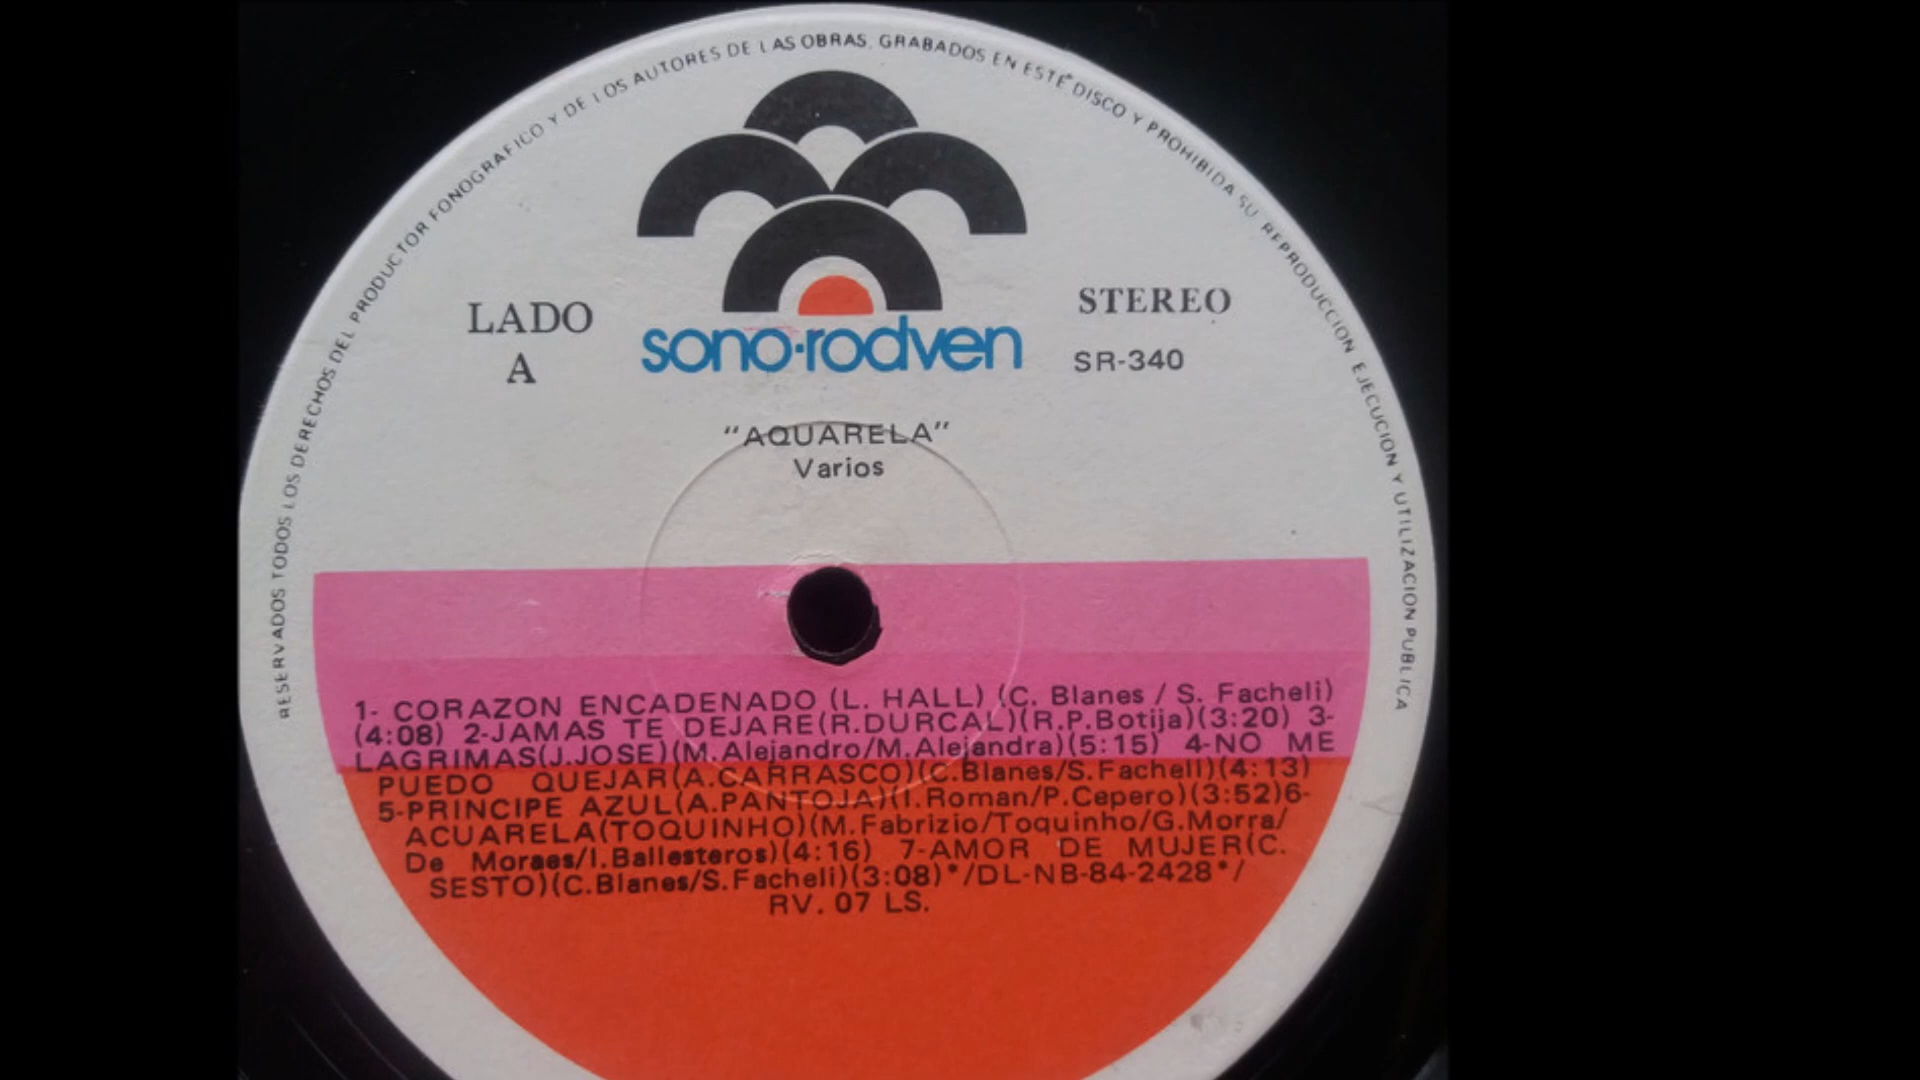 RESERVADOS TODOS LOS DERECHOS DEL PRODUCTOR FONOGRAFICO Y DE LOS AUTORES DE LAS OBRAS, GRABADOS EN ESTE DISCO Y PROHIBIDA SU REPRODUCCION EJECUCION Y UTILIZACION PUBLICA
LADO
A
sono·rodven
STEREO
SR-340
"AQUARELA"
Varios
1- CORAZON ENCADENADO (L. HALL) (C. Blanes / S. Facheli)
(4:08) 2-JAMAS TE DEJARE(R.DURCAL)(R.P.Botija)(3:20) 3-
LAGRIMAS(J.JOSE)(M.Alejandro/M.Alejandra)(5:15) 4-NO ME
PUEDO QUEJAR(A.CARRASCO)(C.Blanes/S.Facheli)(4:13)
5-PRINCIPE AZUL(A.PANTOJA)(I.Roman/P.Cepero)(3:52)6-
ACUARELA(TOQUINHO)(M.Fabrizio/Toquinho/G.Morra/
De Moraes/I.Ballesteros)(4:16) 7-AMOR DE MUJER(C.
SESTO)(C.Blanes/S.Facheli)(3:08)*/DL-NB-84-2428*/
RV. 07 LS.